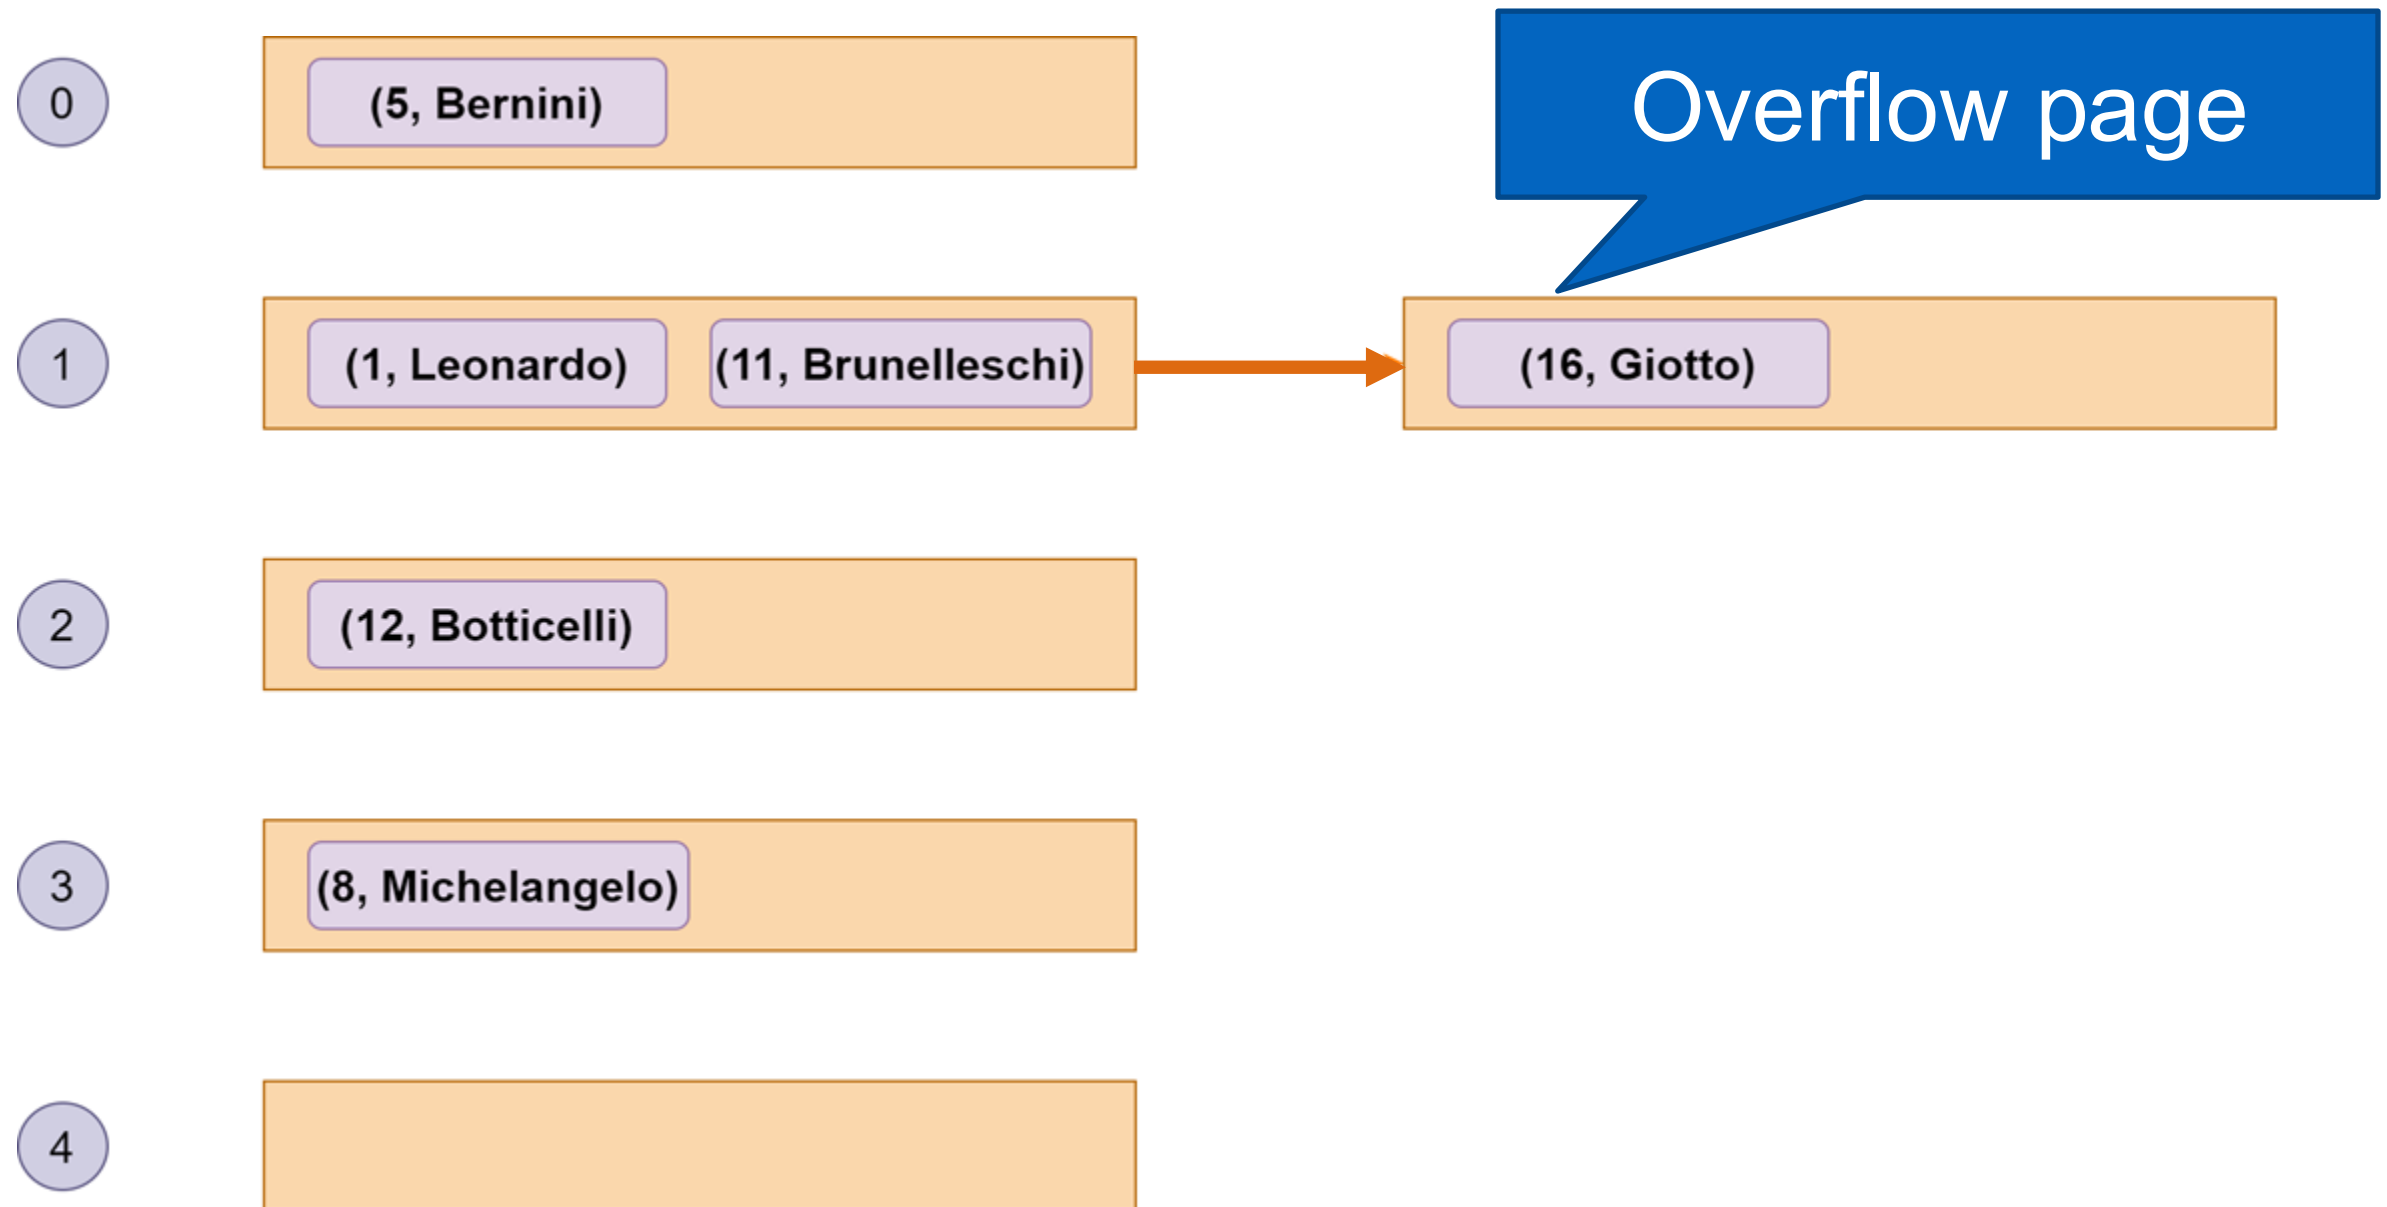 0
(5, Bernini)
Overflow page
1
(1, Leonardo)
(11, Brunelleschi)
(16, Giotto)
2
(12, Botticelli)
3
(8, Michelangelo)
4